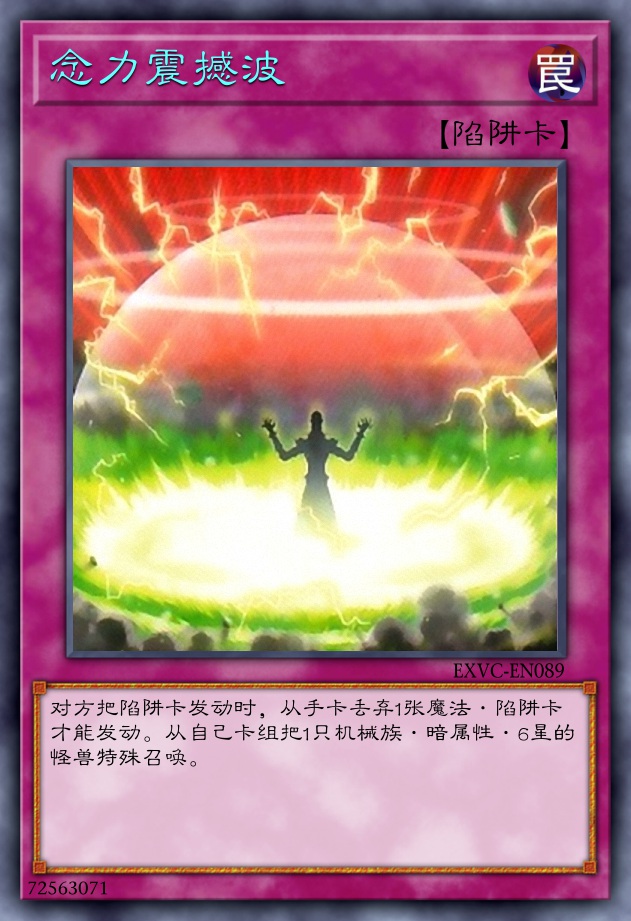 念力震撼波
罠
【陷阱卡】
EXVC-EN089
对方把陷阱卡发动时，从手卡丢弃1张魔法·陷阱卡
才能发动。从自己卡组把1只机械族·暗属性·6星的
怪兽特殊召唤。
72563071